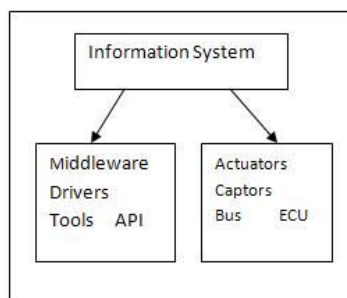 Information System
Middleware
Drivers
Tools API
Actuators
Captors
Bus ECU